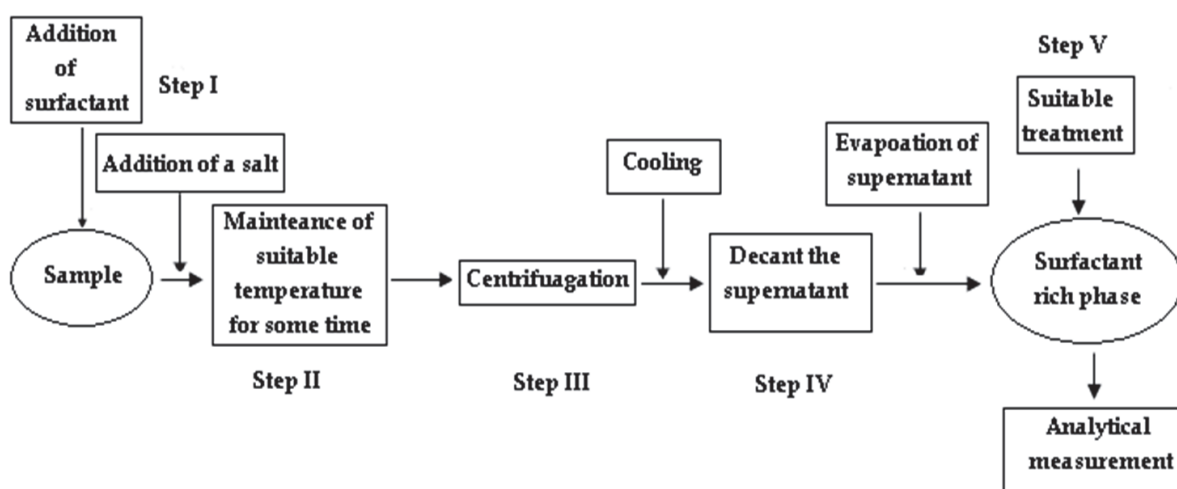 Addition
of
surfactant
Step I
Addition of a salt
Sample
Mainteance of
suitable
temperature
for some time
Step II
Centrifuagation
Step III
Cooling
Decant the
supernatant
Step IV
Evapoation of
supernatant
Step V
Suitable
treatment
Surfactant
rich phase
Analytical
measurement